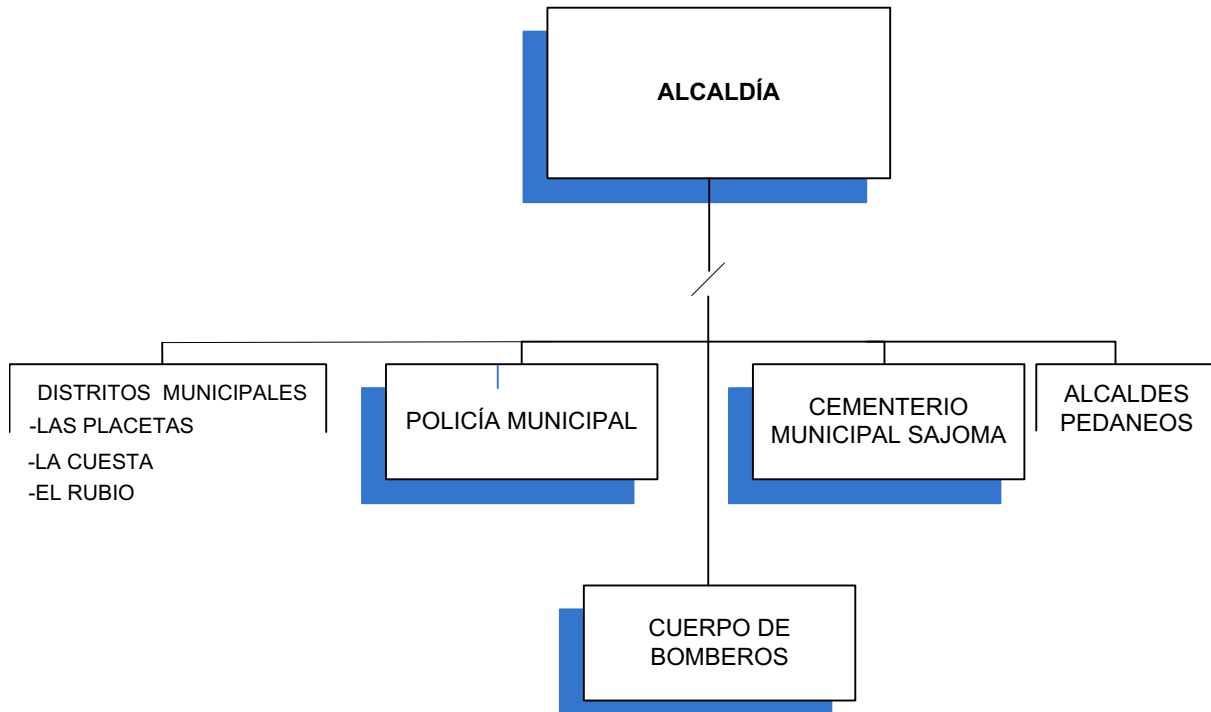 ALCALDÍA
DISTRITOS MUNICIPALES
-LAS PLACETAS
-LA CUESTA
-EL RUBIO
POLICÍA MUNICIPAL
CEMENTERIO
MUNICIPAL SAJOMA
ALCALDES
PEDANEOS
CUERPO DE
BOMBEROS